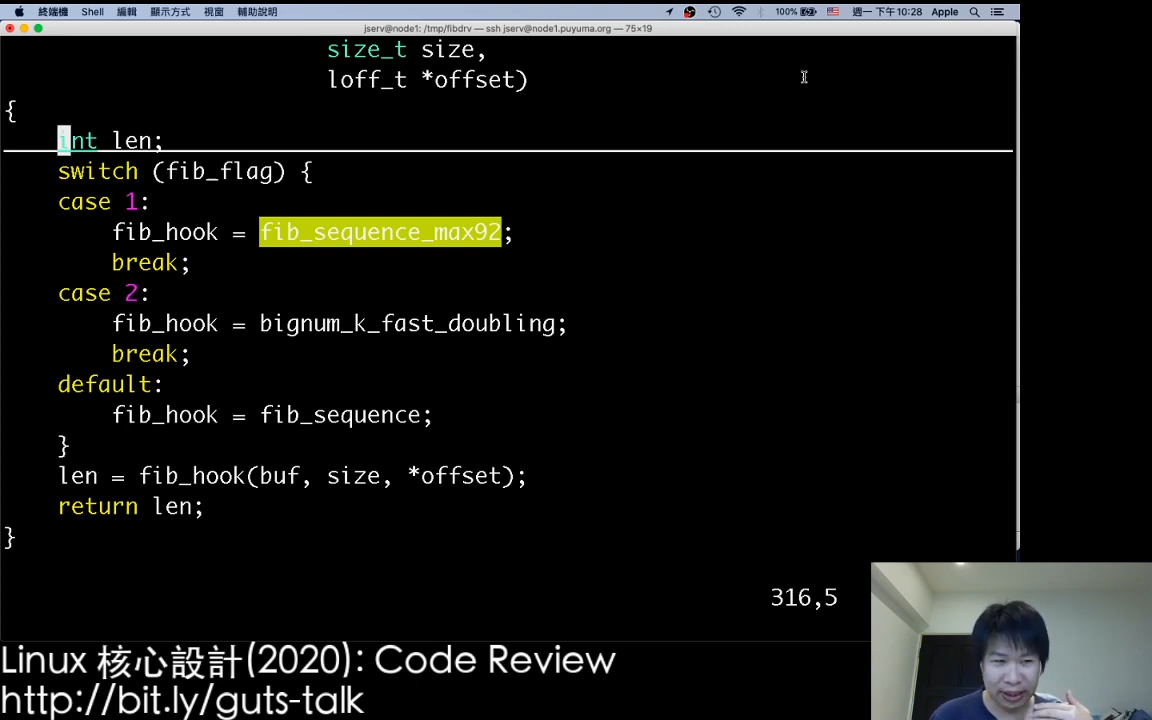 終端機 Shell 編輯 顯示方式 視窗 輔助說明 100% 週一 下午10:28 Apple
jserv@node1: /tmp/fibdrv — ssh jserv@node1.puyuma.org — 75×19
size_t size,
loff_t *offset)
{
int len;
switch (fib_flag) {
case 1:
fib_hook = fib_sequence_max92;
break;
case 2:
fib_hook = bignum_k_fast_doubling;
break;
default:
fib_hook = fib_sequence;
}
len = fib_hook(buf, size, *offset);
return len;
}
316,5
Linux 核心設計(2020): Code Review
http://bit.ly/guts-talk